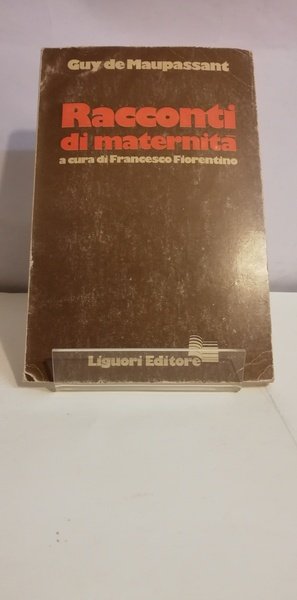 Guy de Maupassant
Racconti
di maternità
a cura di Francesco Fiorentino
Liguori Editore